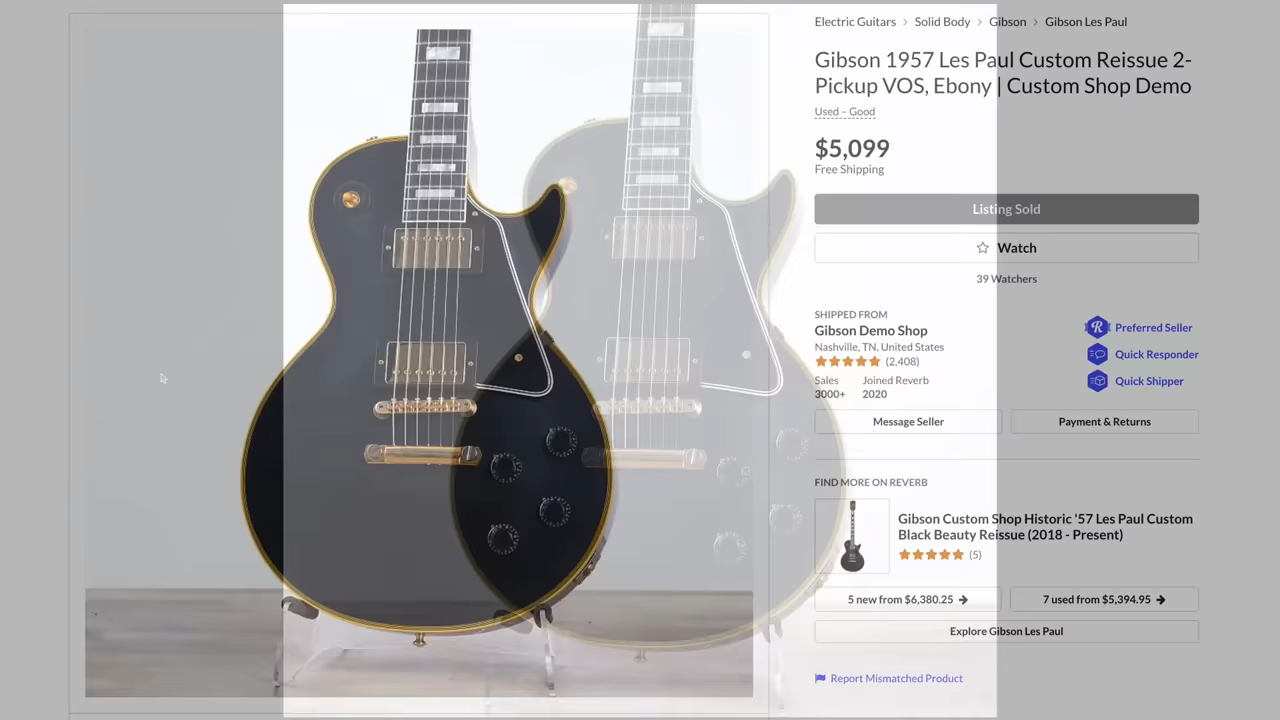 Electric Guitars > Solid Body > Gibson > Gibson Les Paul
Gibson 1957 Les Paul Custom Reissue 2-
Pickup VOS, Ebony | Custom Shop Demo
Used – Good
$5,099
Free Shipping
Listing Sold
Watch
39 Watchers
SHIPPED FROM
Gibson Demo Shop
Nashville, TN, United States
(2,408)
Sales Joined Reverb
3000+ 2020
Preferred Seller
Quick Responder
Quick Shipper
Message Seller
Payment & Returns
FIND MORE ON REVERB
Gibson Custom Shop Historic '57 Les Paul Custom
Black Beauty Reissue (2018 - Present)
(5)
5 new from $6,380.25 →
7 used from $5,394.95 →
Explore Gibson Les Paul
Report Mismatched Product